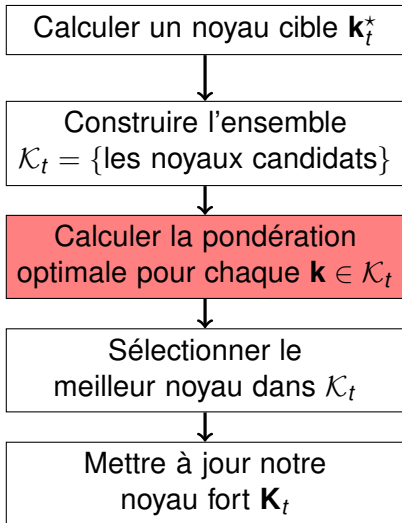 Calculer un noyau cible k_t^⋆
Construire l'ensemble
𝒦_t = {les noyaux candidats}
Calculer la pondération
optimale pour chaque k ∈ 𝒦_t
Sélectionner le
meilleur noyau dans 𝒦_t
Mettre à jour notre
noyau fort K_t